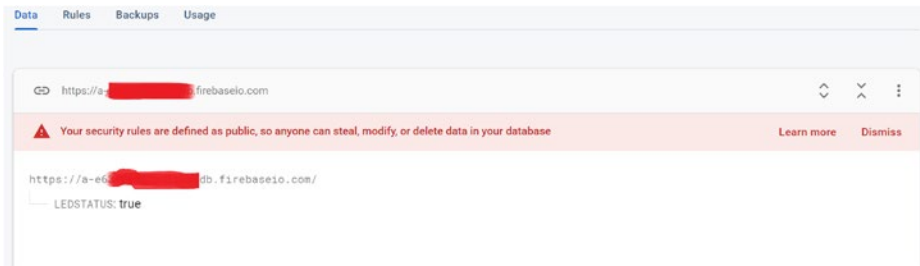 Data Rules Backups Usage
https://a- .firebaseio.com
Your security rules are defined as public, so anyone can steal, modify, or delete data in your database Learn more Dismiss
https://a-e6 db.firebaseio.com/
LEDSTATUS: true